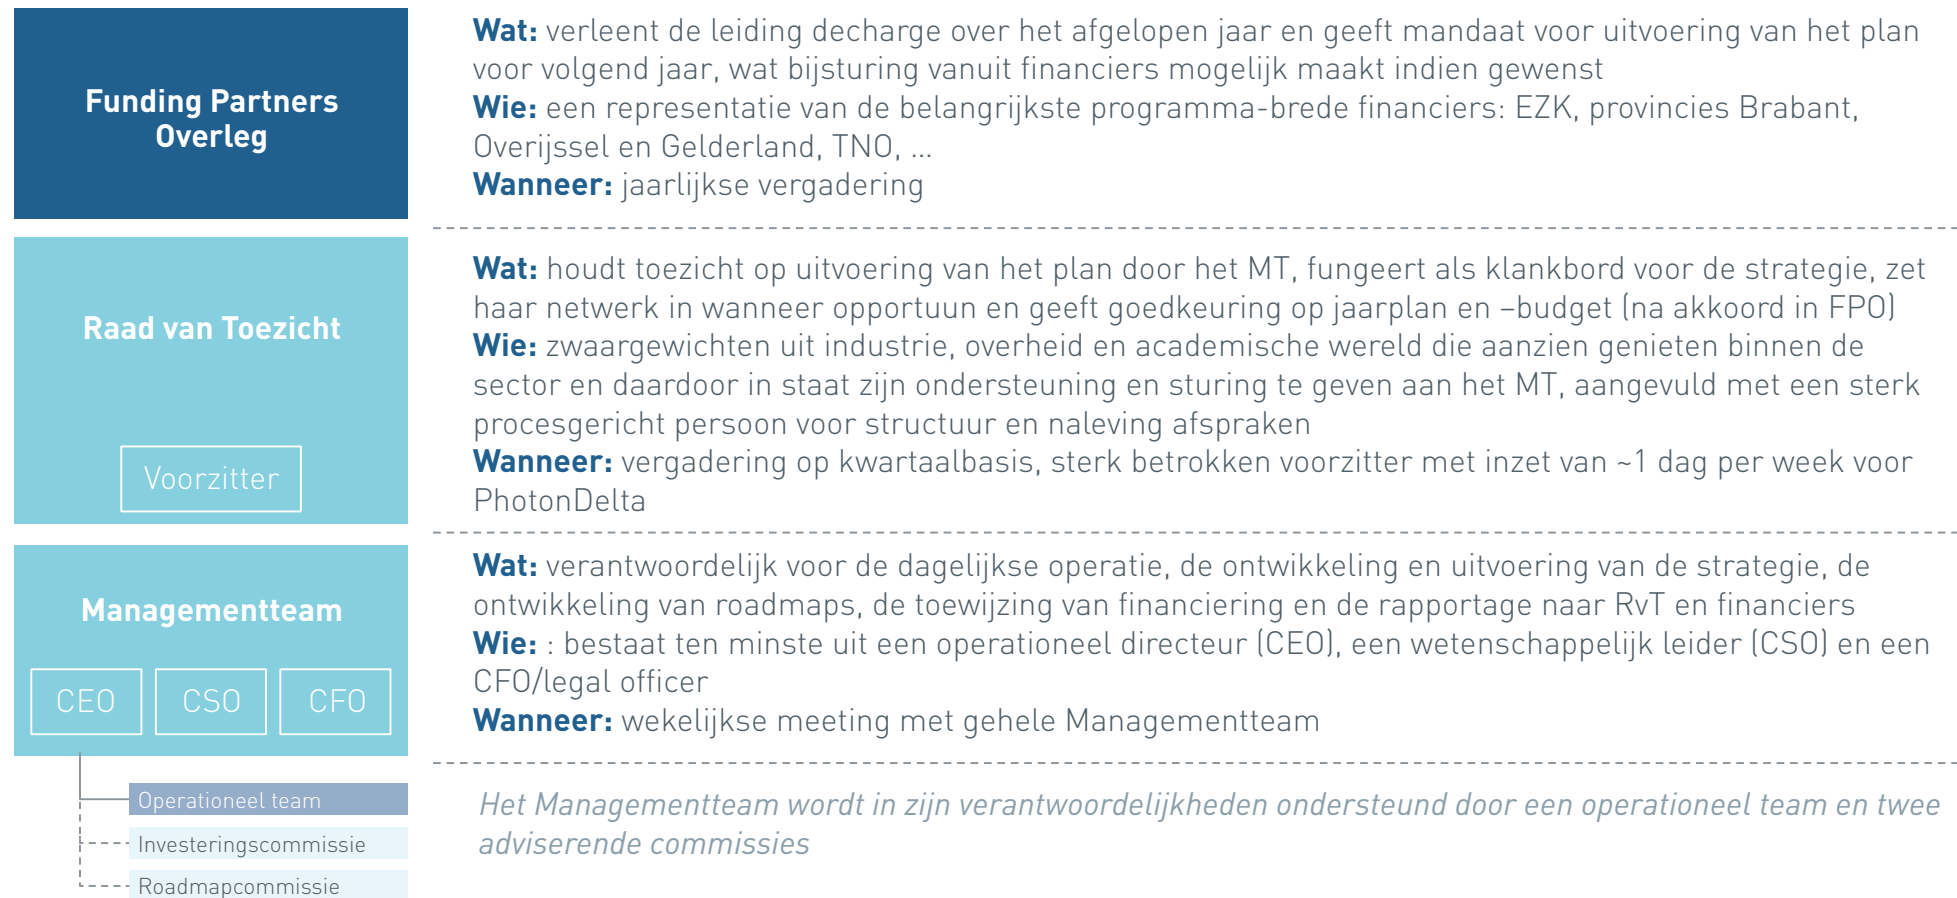 Funding Partners
Overleg
Wat: verleent de leiding decharge over het afgelopen jaar en geeft mandaat voor uitvoering van het plan
voor volgend jaar, wat bijsturing vanuit financiers mogelijk maakt indien gewenst
Wie: een representatie van de belangrijkste programma-brede financiers: EZK, provincies Brabant,
Overijssel en Gelderland, TNO, ...
Wanneer: jaarlijkse vergadering
Raad van Toezicht
Voorzitter
Wat: houdt toezicht op uitvoering van het plan door het MT, fungeert als klankbord voor de strategie, zet
haar netwerk in wanneer opportuun en geeft goedkeuring op jaarplan en –budget (na akkoord in FPO)
Wie: zwaargewichten uit industrie, overheid en academische wereld die aanzien genieten binnen de
sector en daardoor in staat zijn ondersteuning en sturing te geven aan het MT, aangevuld met een sterk
procesgericht persoon voor structuur en naleving afspraken
Wanneer: vergadering op kwartaalbasis, sterk betrokken voorzitter met inzet van ~1 dag per week voor
PhotonDelta
Managementteam
CEO CSO CFO
Wat: verantwoordelijk voor de dagelijkse operatie, de ontwikkeling en uitvoering van de strategie, de
ontwikkeling van roadmaps, de toewijzing van financiering en de rapportage naar RvT en financiers
Wie: : bestaat ten minste uit een operationeel directeur (CEO), een wetenschappelijk leider (CSO) en een
CFO/legal officer
Wanneer: wekelijkse meeting met gehele Managementteam
Operationeel team
Investeringscommissie
Roadmapcommissie
Het Managementteam wordt in zijn verantwoordelijkheden ondersteund door een operationeel team en twee
adviserende commissies